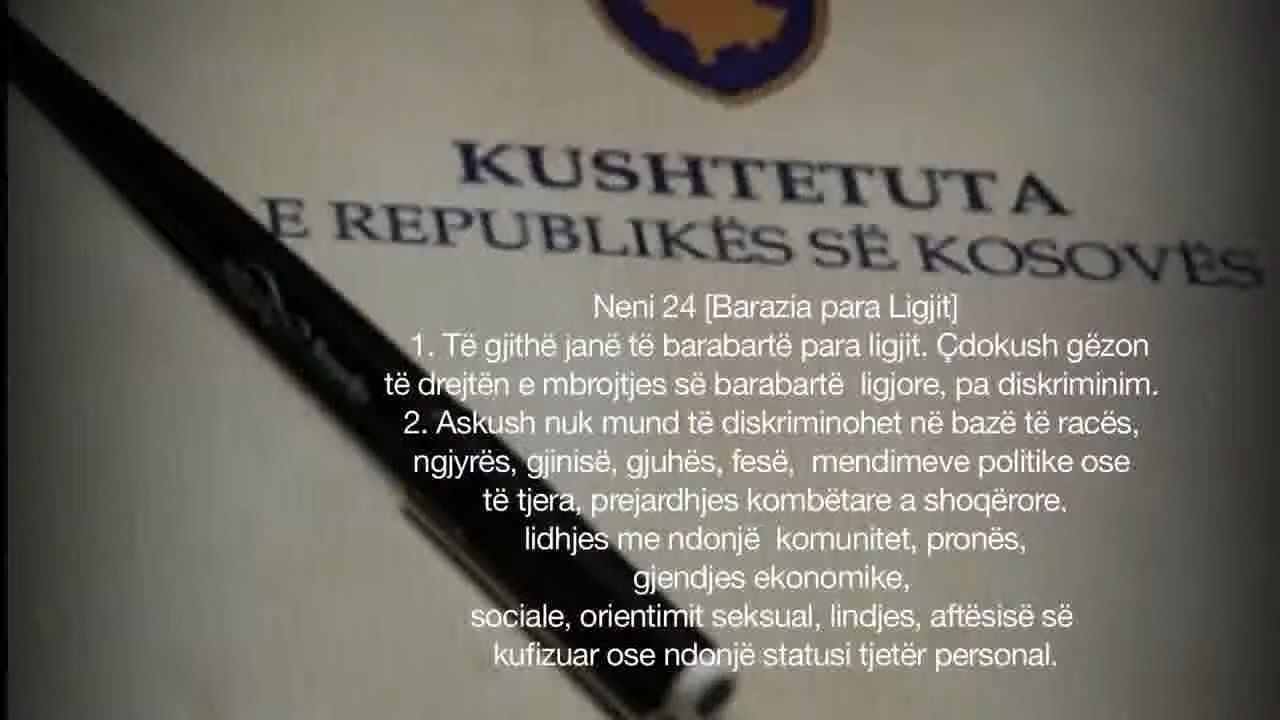 KUSHTETUTA
E REPUBLIKËS SË KOSOVËS
Neni 24 [Barazia para Ligjit]
1. Të gjithë janë të barabartë para ligjit. Çdokush gëzon
të drejtën e mbrojtjes së barabartë ligjore, pa diskriminim.
2. Askush nuk mund të diskriminohet në bazë të racës,
ngjyrës, gjinisë, gjuhës, fesë, mendimeve politike ose
të tjera, prejardhjes kombëtare a shoqërore,
lidhjes me ndonjë komunitet, pronës,
gjendjes ekonomike,
sociale, orientimit seksual, lindjes, aftësisë së
kufizuar ose ndonjë statusi tjetër personal.